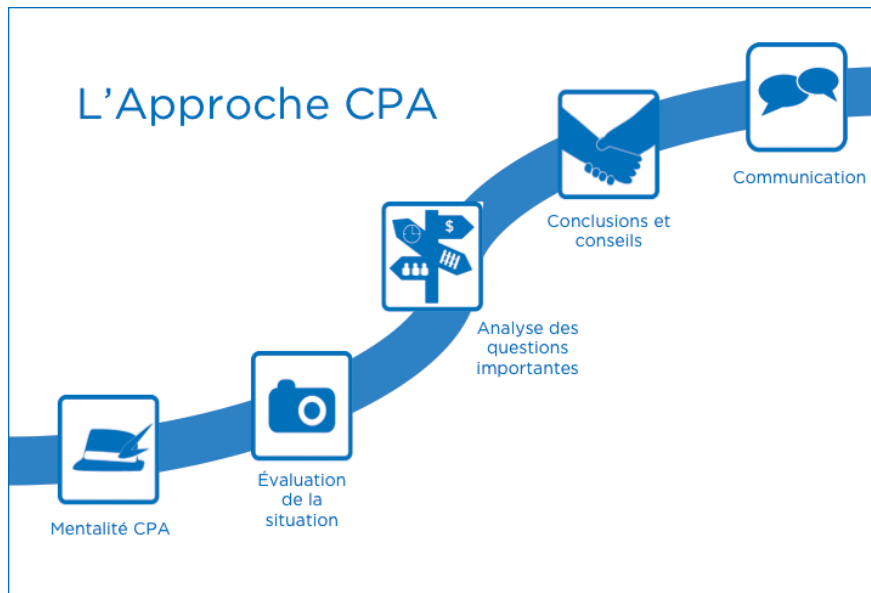 L'Approche CPA
Mentalité CPA
Évaluation
de la
situation
$
Analyse des
questions
importantes
Conclusions et
conseils
Communication